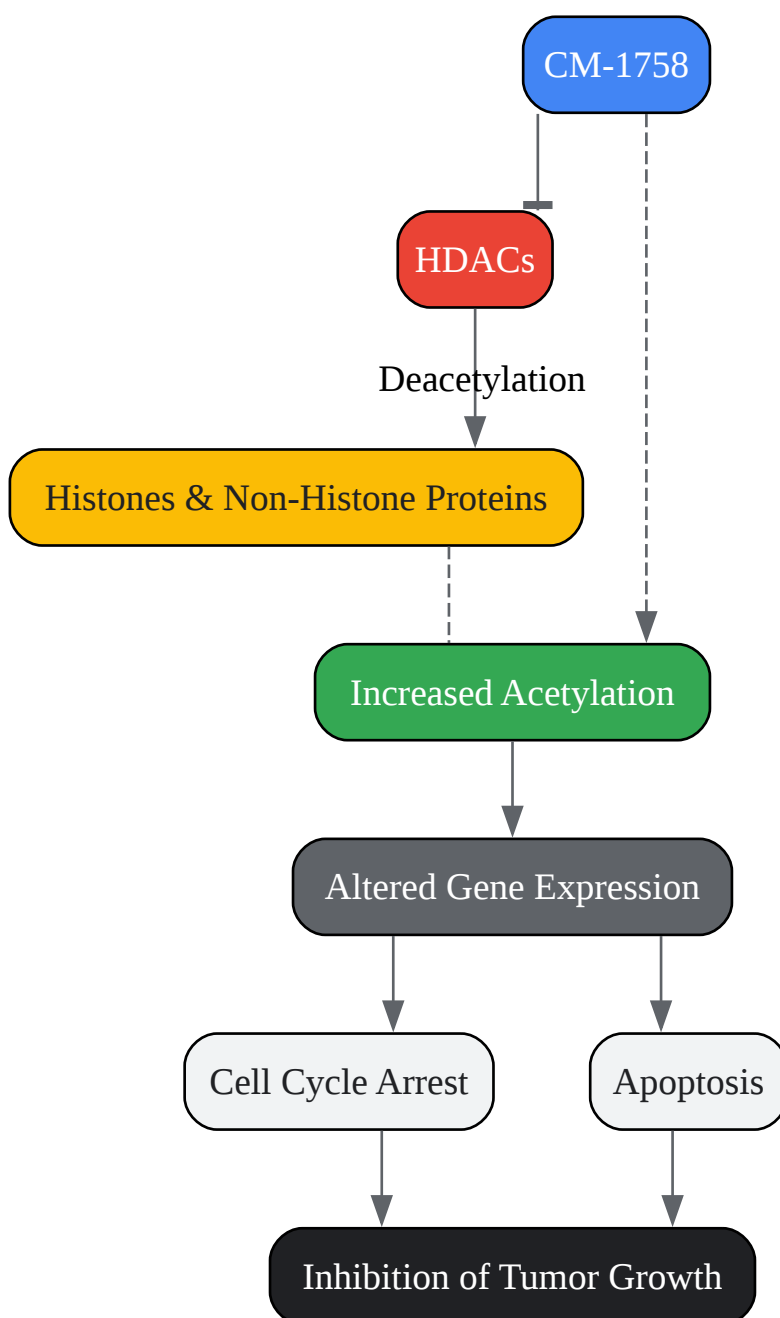 CM-1758
HDACs
Deacetylation
Histones & Non-Histone Proteins
Increased Acetylation
Altered Gene Expression
Cell Cycle Arrest
Apoptosis
Inhibition of Tumor Growth